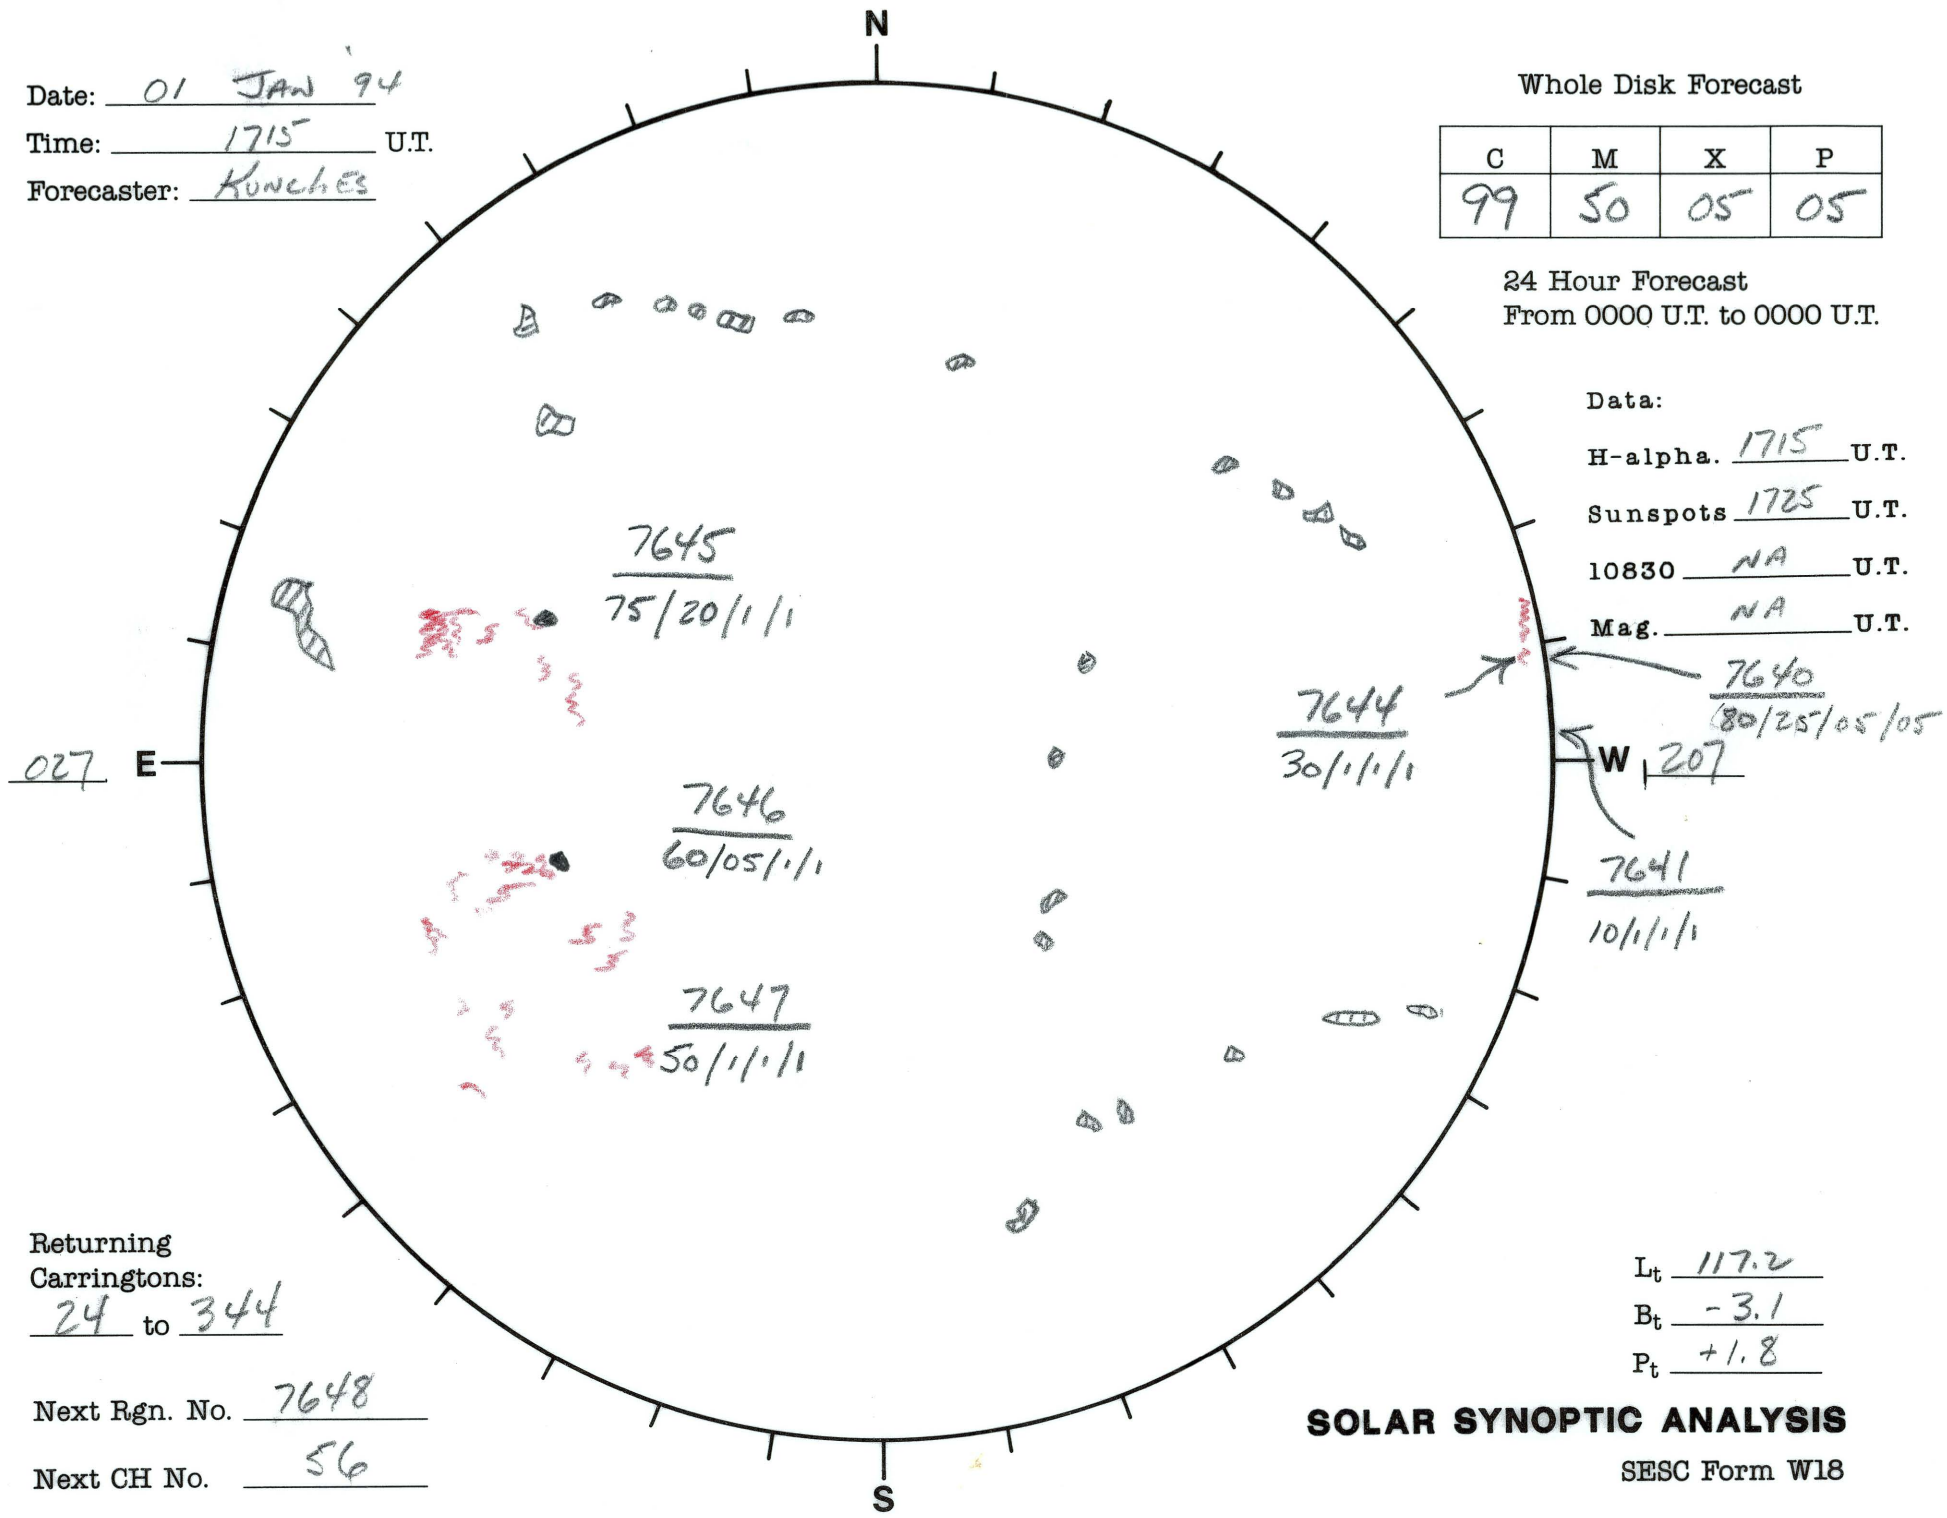 N
Date: 01 JAN '94
Time: 1715 U.T.
Forecaster: KUNCHES
Whole Disk Forecast
C M X P
99 50 05 05
24 Hour Forecast
From 0000 U.T. to 0000 U.T.
Data:
H-alpha. 1715 U.T.
Sunspots 1725 U.T.
10830 NA U.T.
Mag. NA U.T.
7645
75/20/1/1
7644
30/1/1/1
7640
80/25/05/05
027 E
W 207
7646
60/05/1/1
7641
10/1/1/1
7647
50/1/1/1
Returning
Carringtons:
24 to 344
Next Rgn. No. 7648
Next CH No. 56
Lt 117.2
Bt -3.1
Pt +1.8
S
SOLAR SYNOPTIC ANALYSIS
SESC Form W18